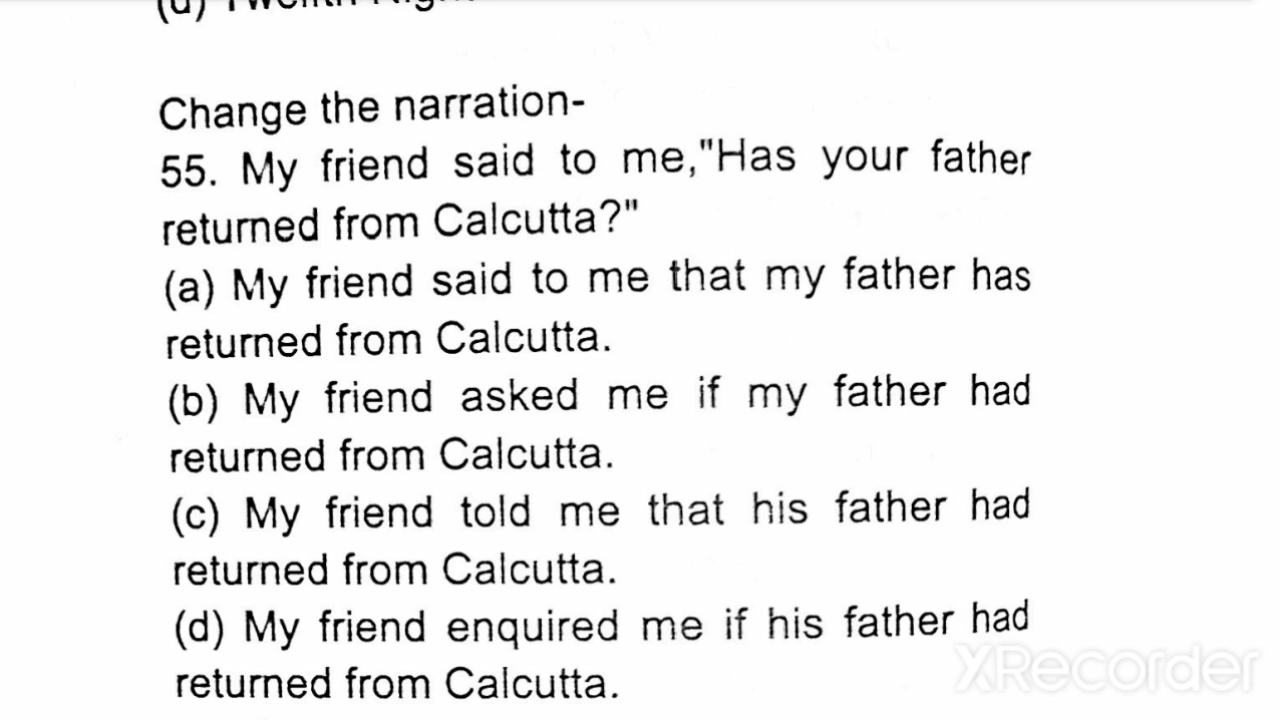 Change the narration-
55. My friend said to me,"Has your father
returned from Calcutta?"
(a) My friend said to me that my father has
returned from Calcutta.
(b) My friend asked me if my father had
returned from Calcutta.
(c) My friend told me that his father had
returned from Calcutta.
(d) My friend enquired me if his father had
returned from Calcutta.
XRecorder